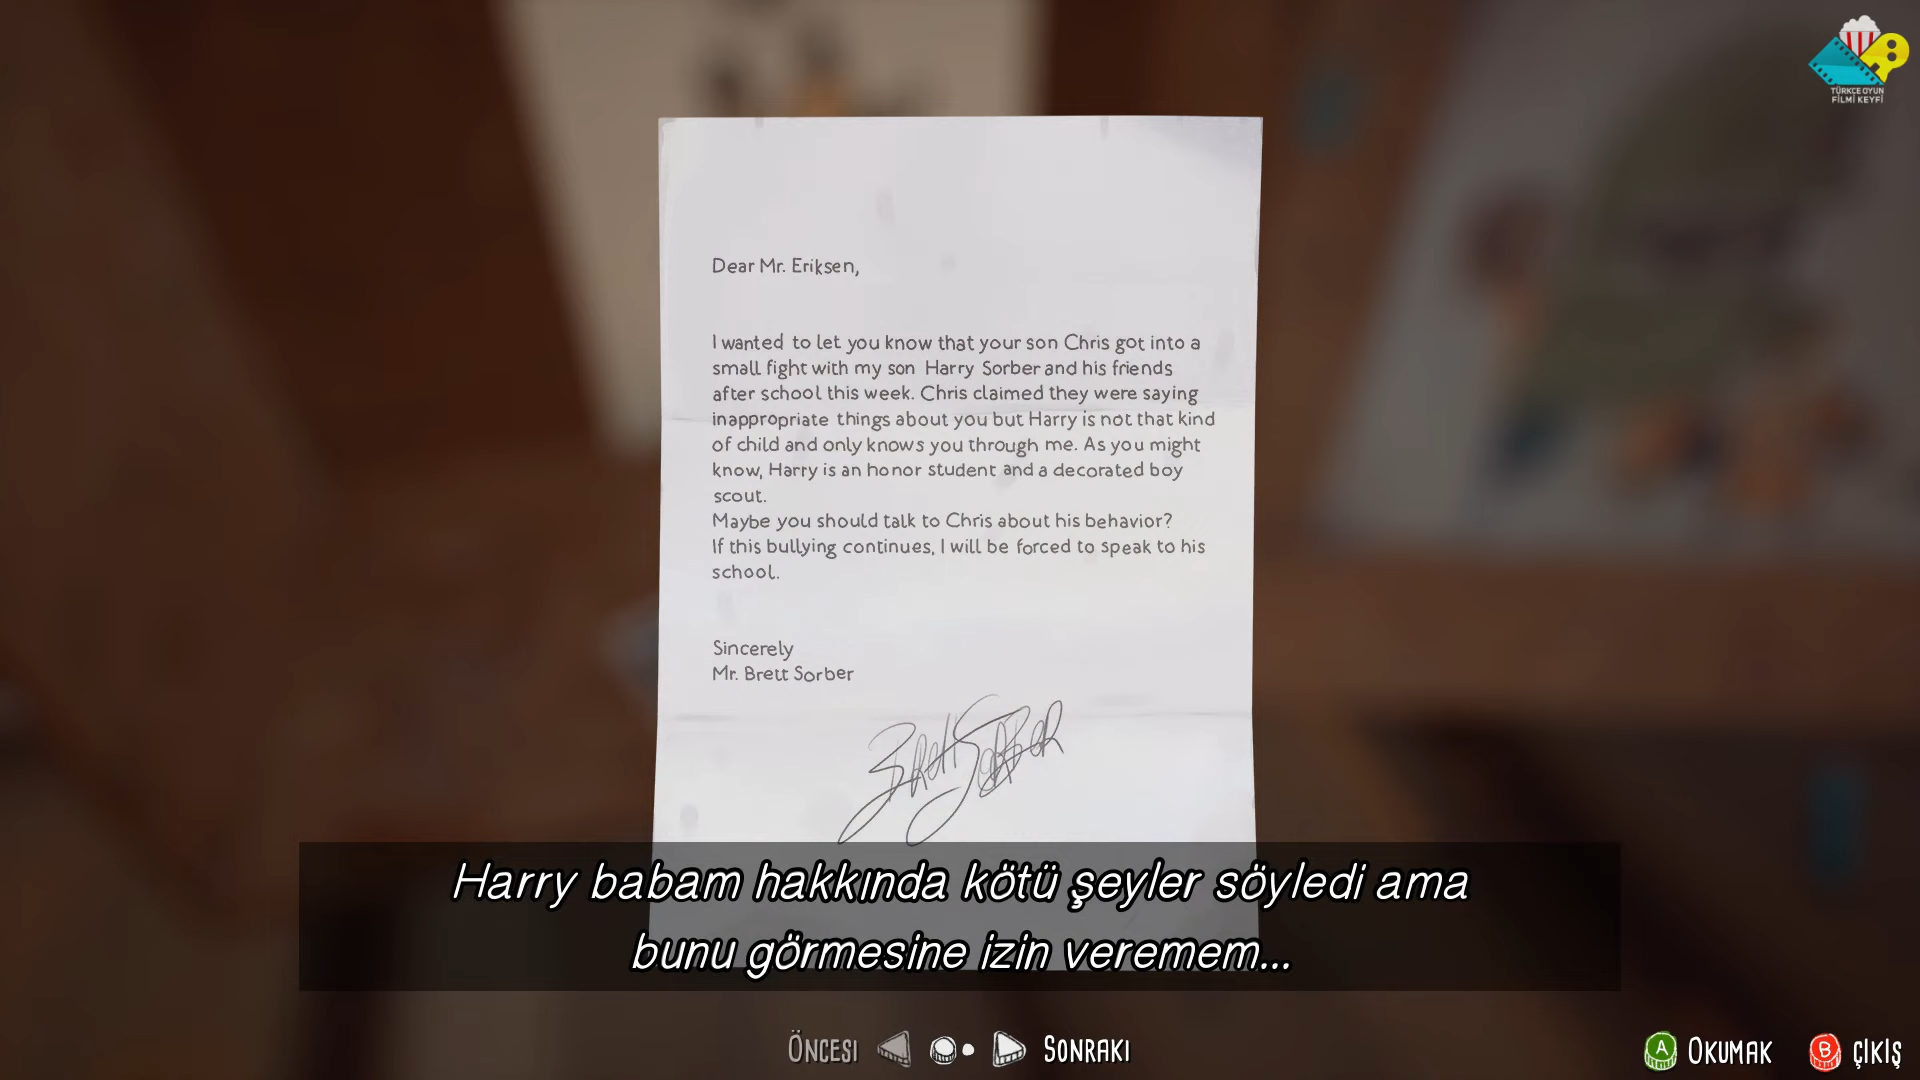 TÜRKÇE OYUN
FİLMİ KEYFİ
Dear Mr. Eriksen,
I wanted to let you know that your son Chris got into a
small fight with my son Harry Sorber and his friends
after school this week. Chris claimed they were saying
inappropriate things about you but Harry is not that kind
of child and only knows you through me. As you might
know, Harry is an honor student and a decorated boy
scout.
Maybe you should talk to Chris about his behavior?
If this bullying continues, I will be forced to speak to his
school.
Sincerely
Mr. Brett Sorber
Brett Sorber
Harry babam hakkında kötü şeyler söyledi ama
bunu görmesine izin veremem...
ÖNCESI
SONRAKI
A OKUMAK
B ÇIKIŞ